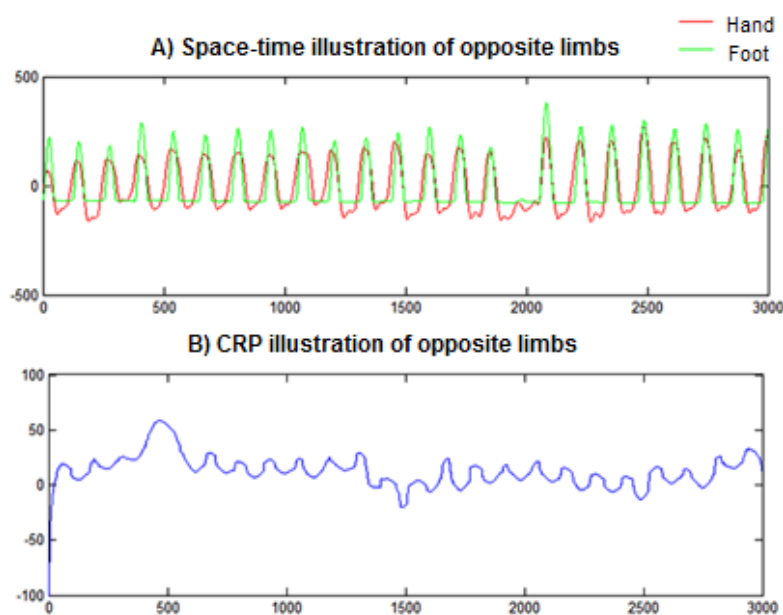 Hand
A) Space-time illustration of opposite limbs
Foot
500
0
-500
0 500 1000 1500 2000 2500 3000
B) CRP illustration of opposite limbs
100
50
0
-50
-100
0 500 1000 1500 2000 2500 3000